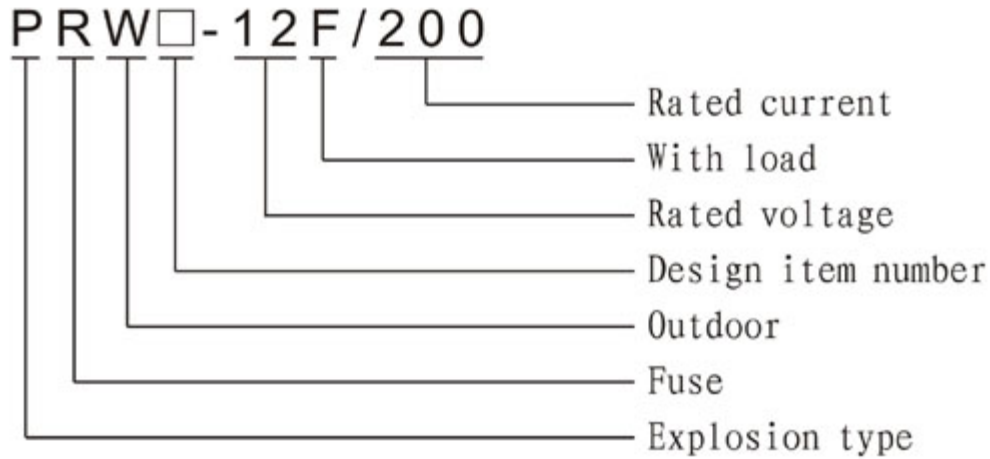 PRW□-12F/200
Rated current
With load
Rated voltage
Design item number
Outdoor
Fuse
Explosion type